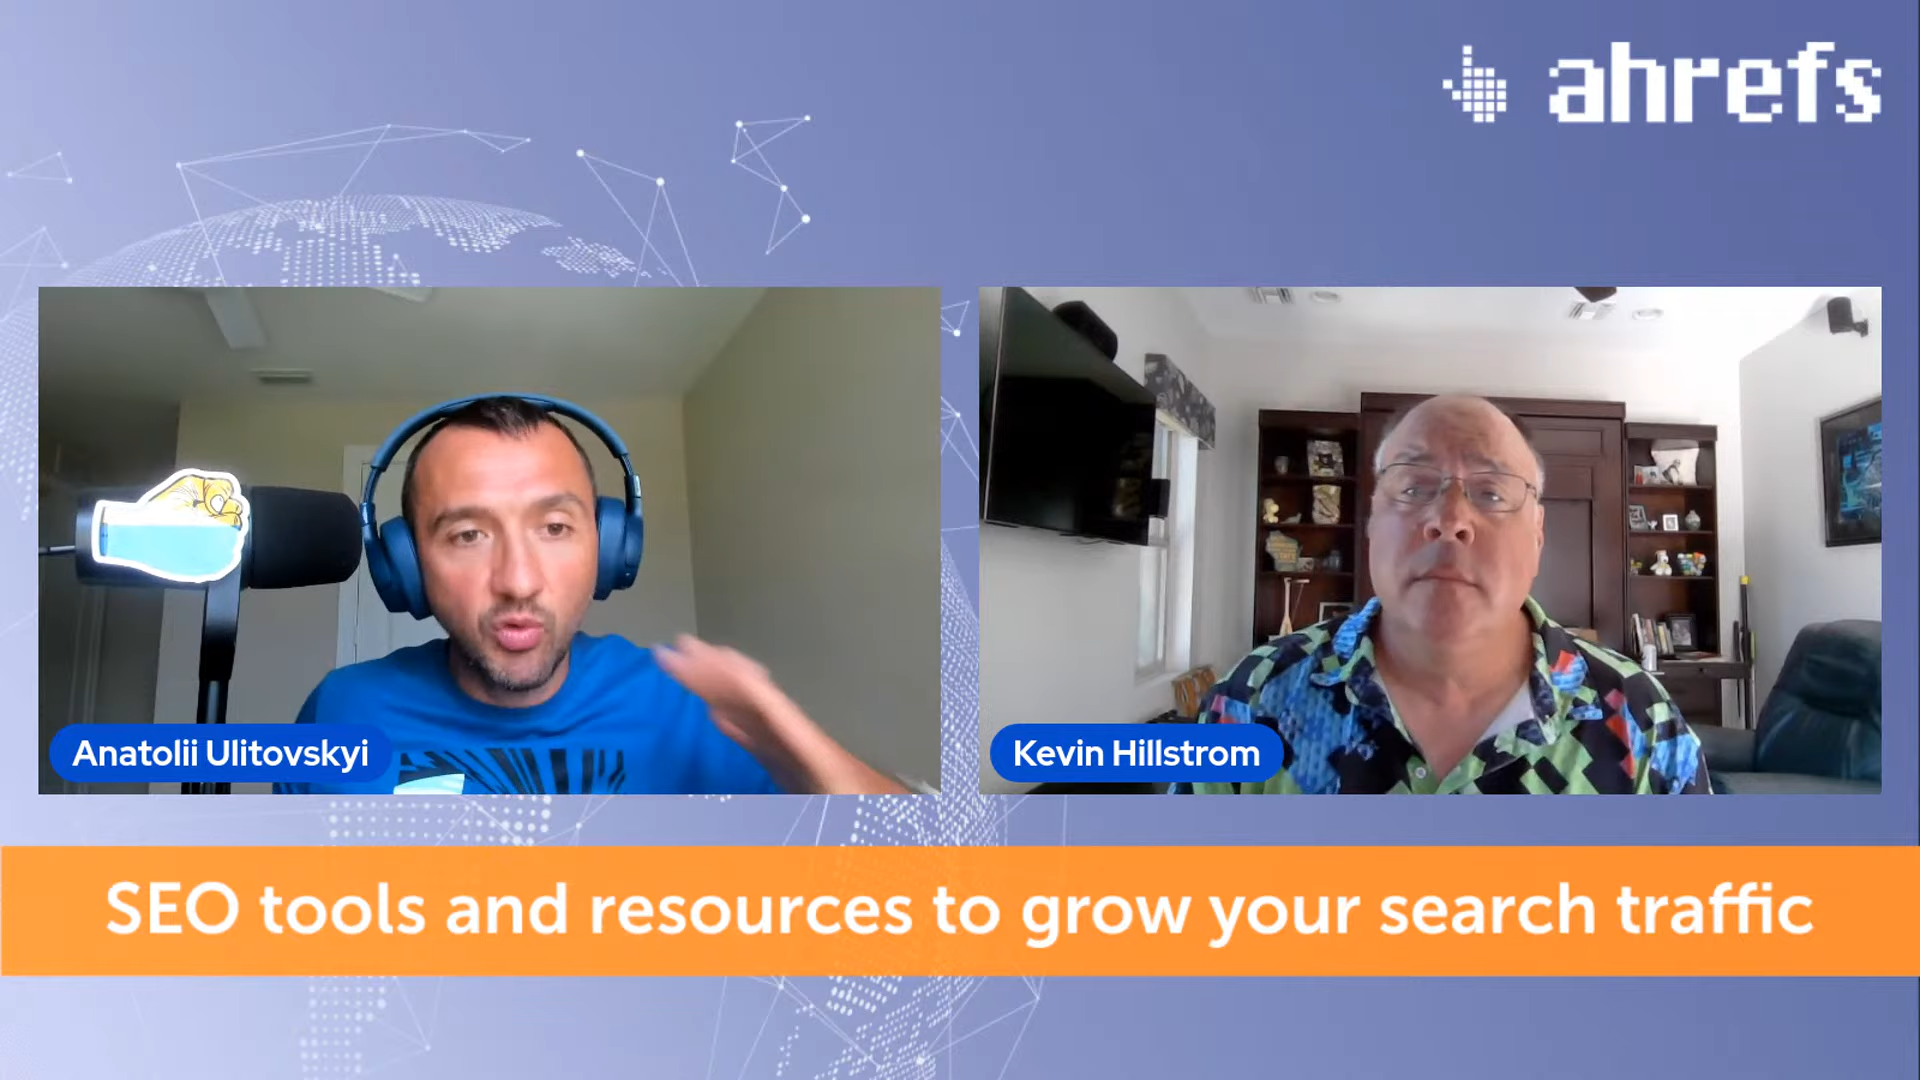 ahrefs
Anatolii Ulitovskyi
Kevin Hillstrom
SEO tools and resources to grow your search traffic